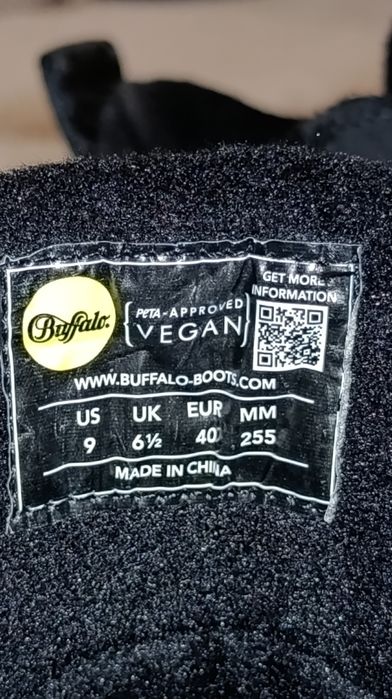 Buffalo.
PETA-APPROVED
VEGAN
GET MORE
INFORMATION
WWW.BUFFALO-BOOTS.COM
US UK EUR MM
9 6½ 40 255
MADE IN CHINA